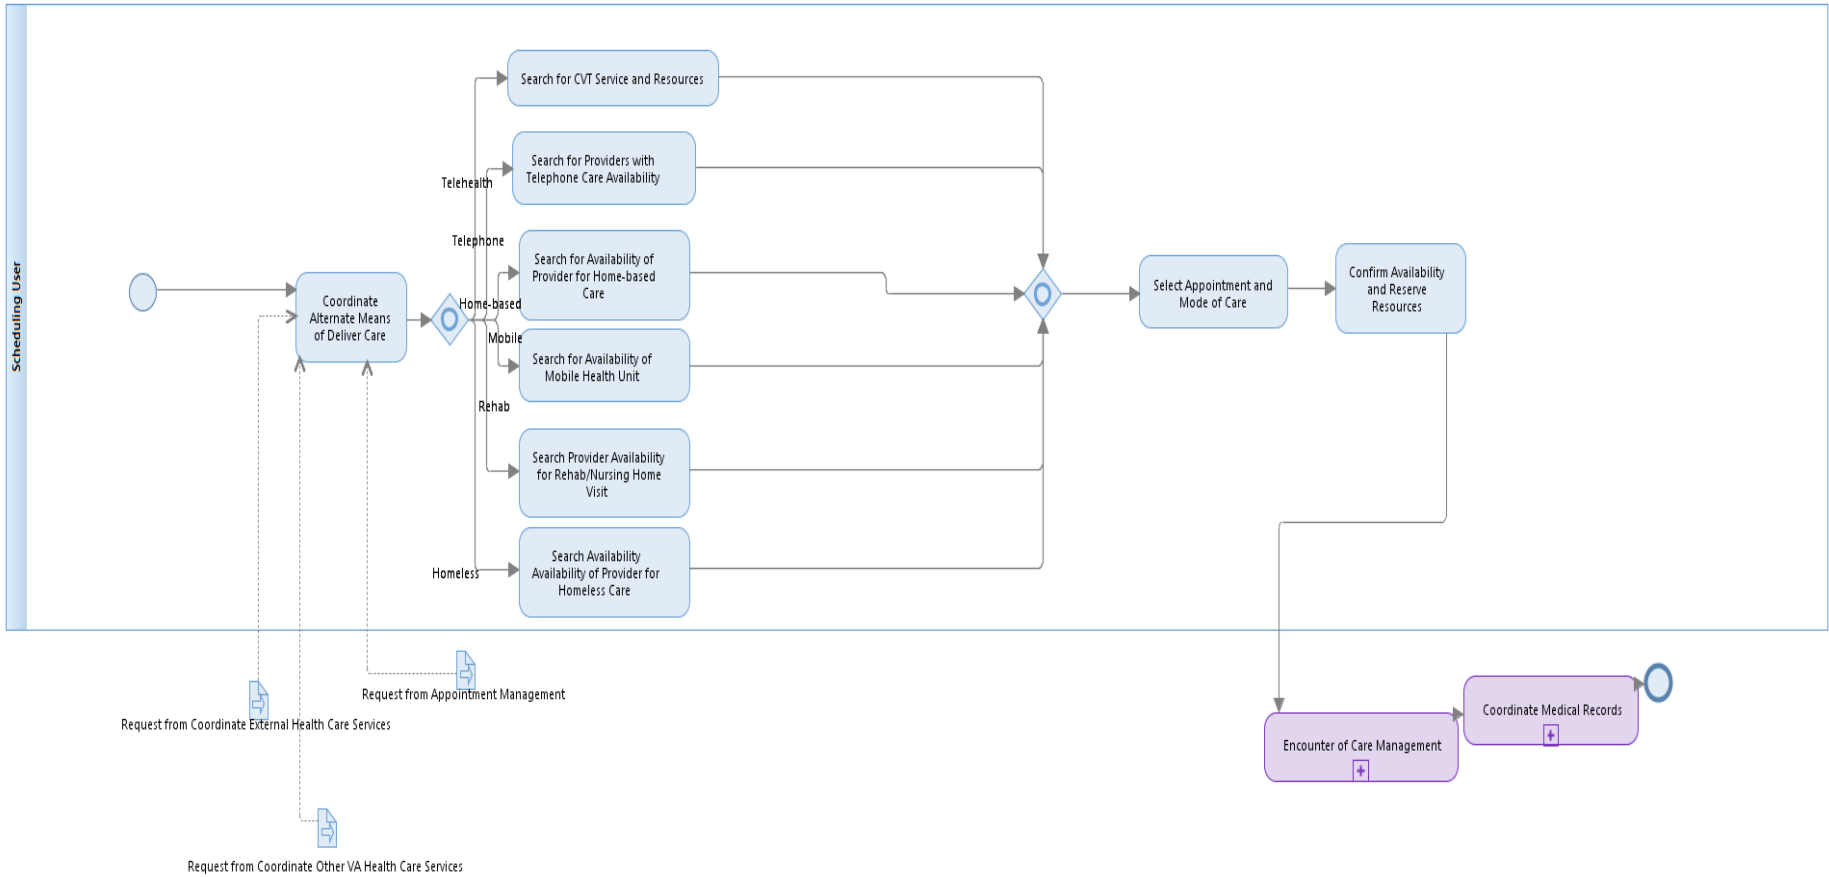 Scheduling User
Coordinate
Alternate Means
of Deliver Care
Telehealth
Telephone
Home-based
Mobile
Rehab
Homeless
Search for CVT Service and Resources
Search for Providers with
Telephone Care Availability
Search for Availability of
Provider for Home-based
Care
Search for Availability of
Mobile Health Unit
Search Provider Availability
for Rehab/Nursing Home
Visit
Search Availability
Availability of Provider for
Homeless Care
Select Appointment and
Mode of Care
Confirm Availability
and Reserve
Resources
Request from Appointment Management
Request from Coordinate External Health Care Services
Request from Coordinate Other VA Health Care Services
Encounter of Care Management
Coordinate Medical Records